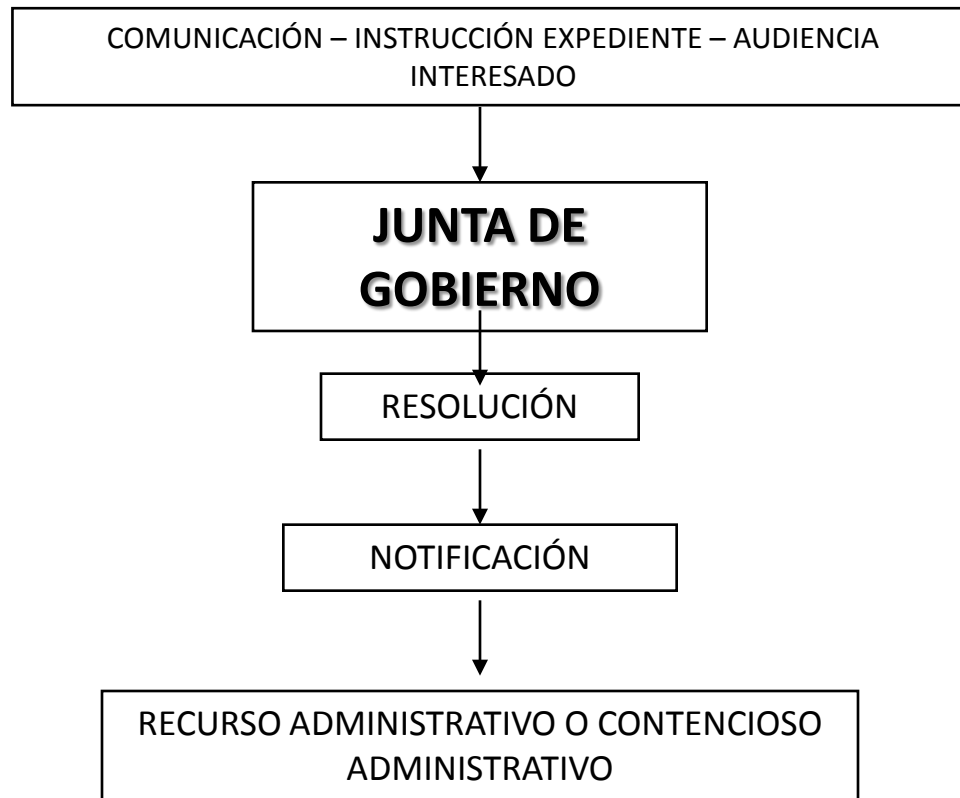 COMUNICACIÓN – INSTRUCCIÓN EXPEDIENTE – AUDIENCIA
INTERESADO
JUNTA DE
GOBIERNO
RESOLUCIÓN
NOTIFICACIÓN
RECURSO ADMINISTRATIVO O CONTENCIOSO
ADMINISTRATIVO